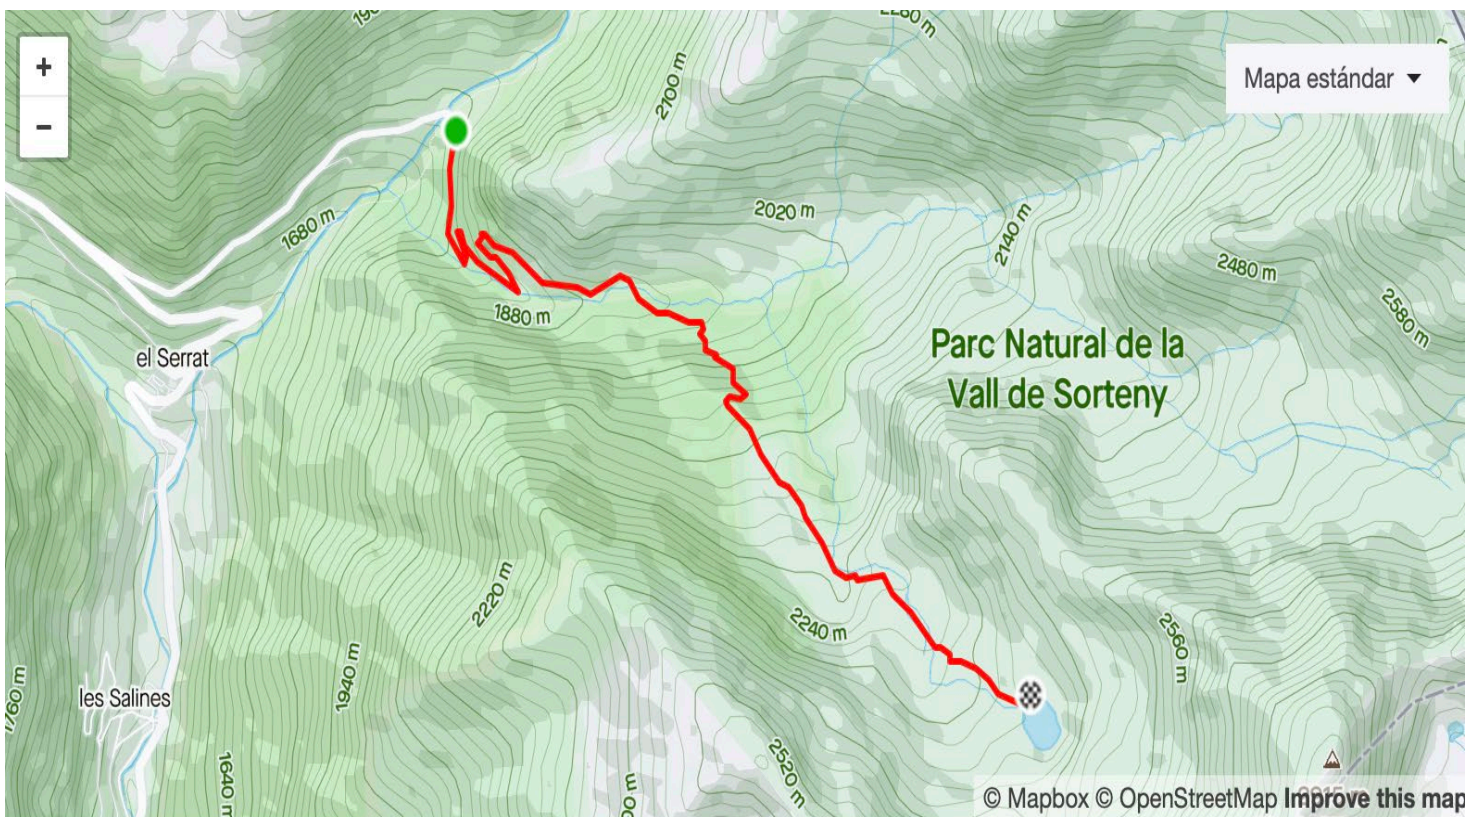 +
-
Mapa estándar
2100 m
1680 m
2020 m
2140 m
2480 m
2580 m
1880 m
el Serrat
Parc Natural de la
Vall de Sorteny
2220 m
2240 m
2560 m
1760 m
les Salines
1940 m
1640 m
2520 m
© Mapbox © OpenStreetMap Improve this map